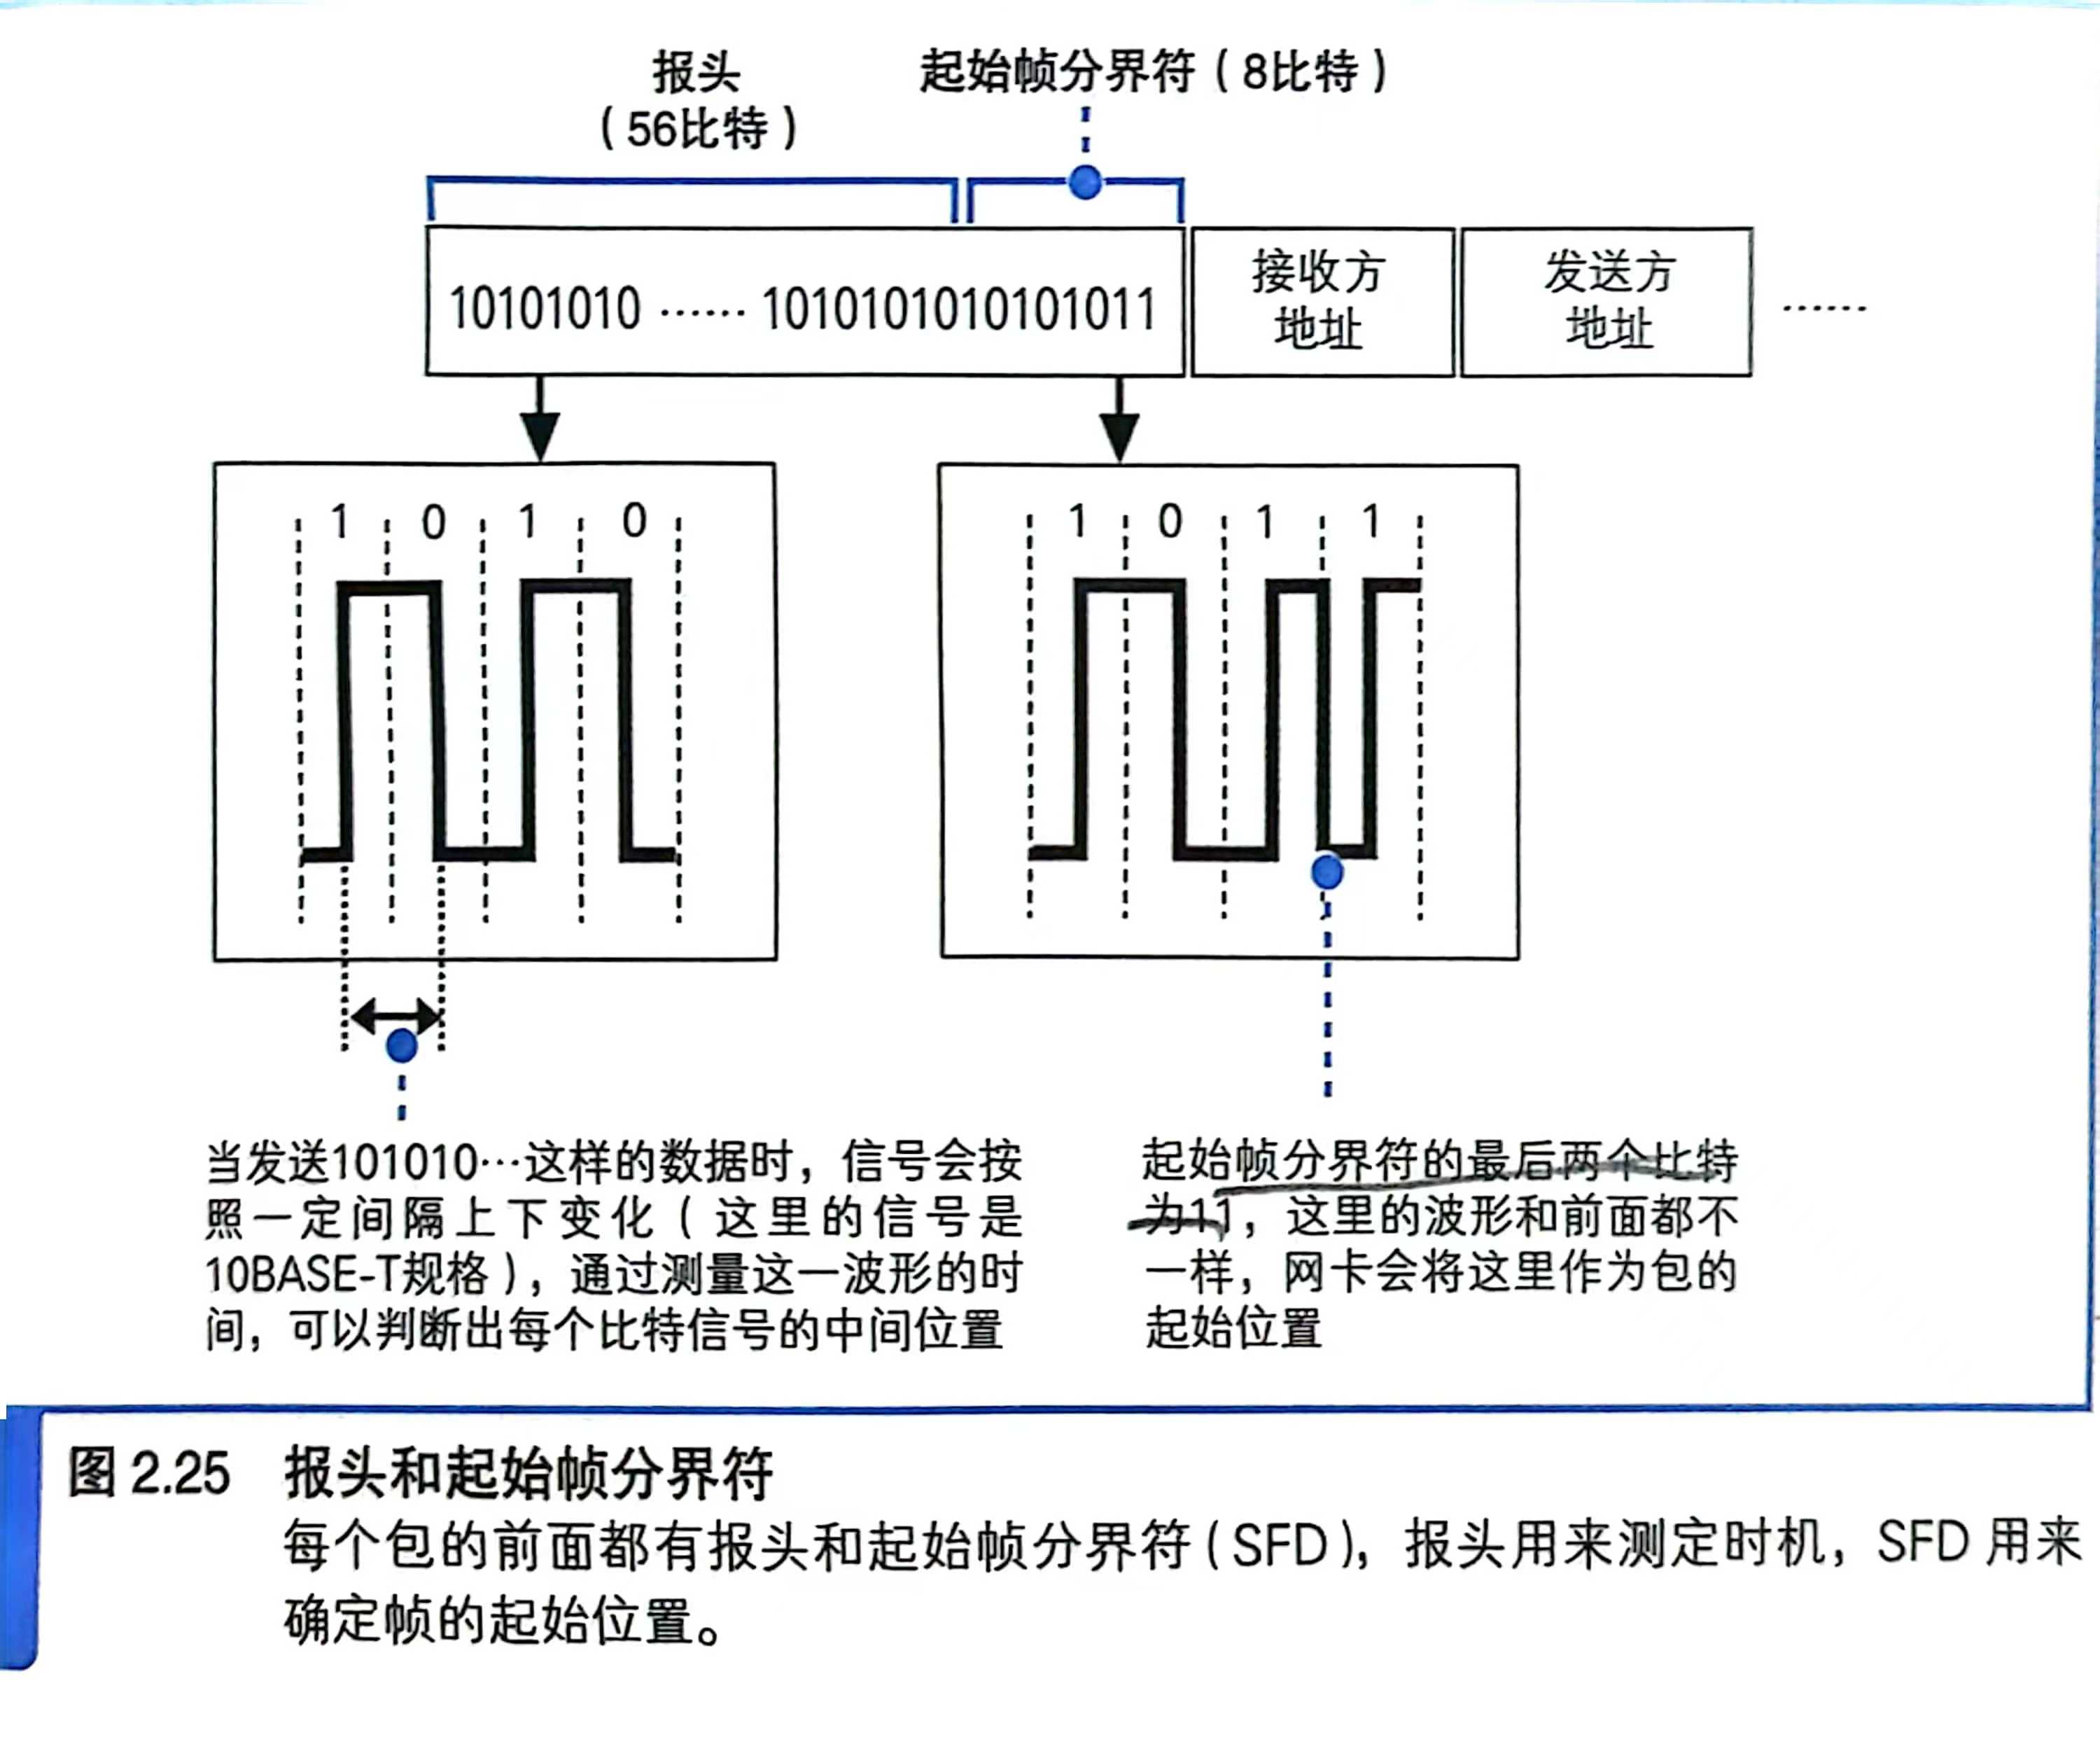 报头
（56比特）
起始帧分界符（8比特）
10101010 …… 1010101010101011
接收方
地址
发送方
地址
……
1 0 1 0
1 0 1 1
当发送101010…这样的数据时，信号会按
照一定间隔上下变化（这里的信号是
10BASE-T规格），通过测量这一波形的时
间，可以判断出每个比特信号的中间位置
起始帧分界符的最后两个比特
为11，这里的波形和前面都不
一样，网卡会将这里作为包的
起始位置
图 2.25 报头和起始帧分界符
每个包的前面都有报头和起始帧分界符（SFD），报头用来测定时机，SFD 用来
确定帧的起始位置。